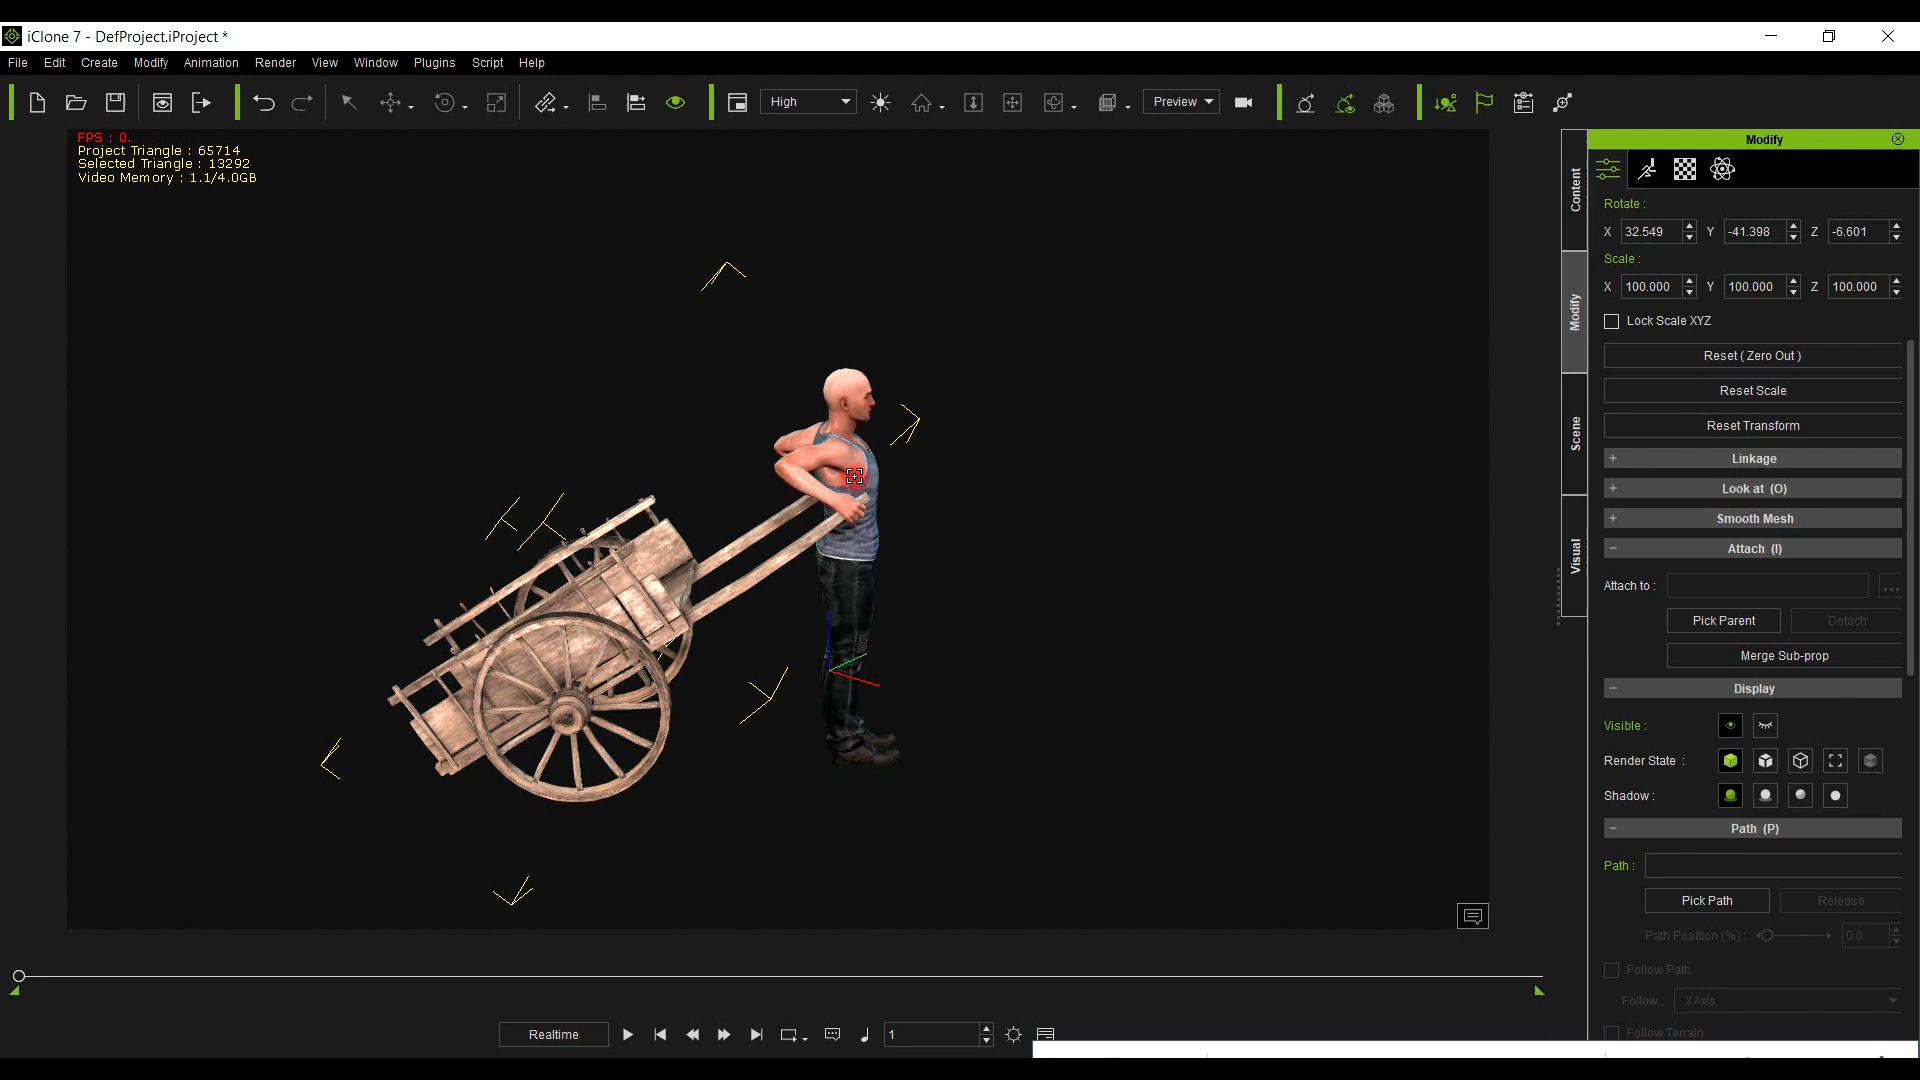 iClone 7 - DefProject.iProject *
File Edit Create Modify Animation Render View Window Plugins Script Help
High Preview
FPS : 0.
Project Triangle : 65714
Selected Triangle : 13292
Video Memory : 1.1/4.0GB
Content
Modify
Scene
Visual
Modify
Rotate :
X 32.549 Y -41.398 Z -6.601
Scale :
X 100.000 Y 100.000 Z 100.000
Lock Scale XYZ
Reset ( Zero Out )
Reset Scale
Reset Transform
+ Linkage
+ Look at (O)
+ Smooth Mesh
- Attach (I)
Attach to : ...
Pick Parent Detach
Merge Sub-prop
- Display
Visible :
Render State :
Shadow :
- Path (P)
Path :
Pick Path Release
Path Position (%) : 0.0
Follow Path
Follow : X Axis
Follow Terrain
Realtime 1